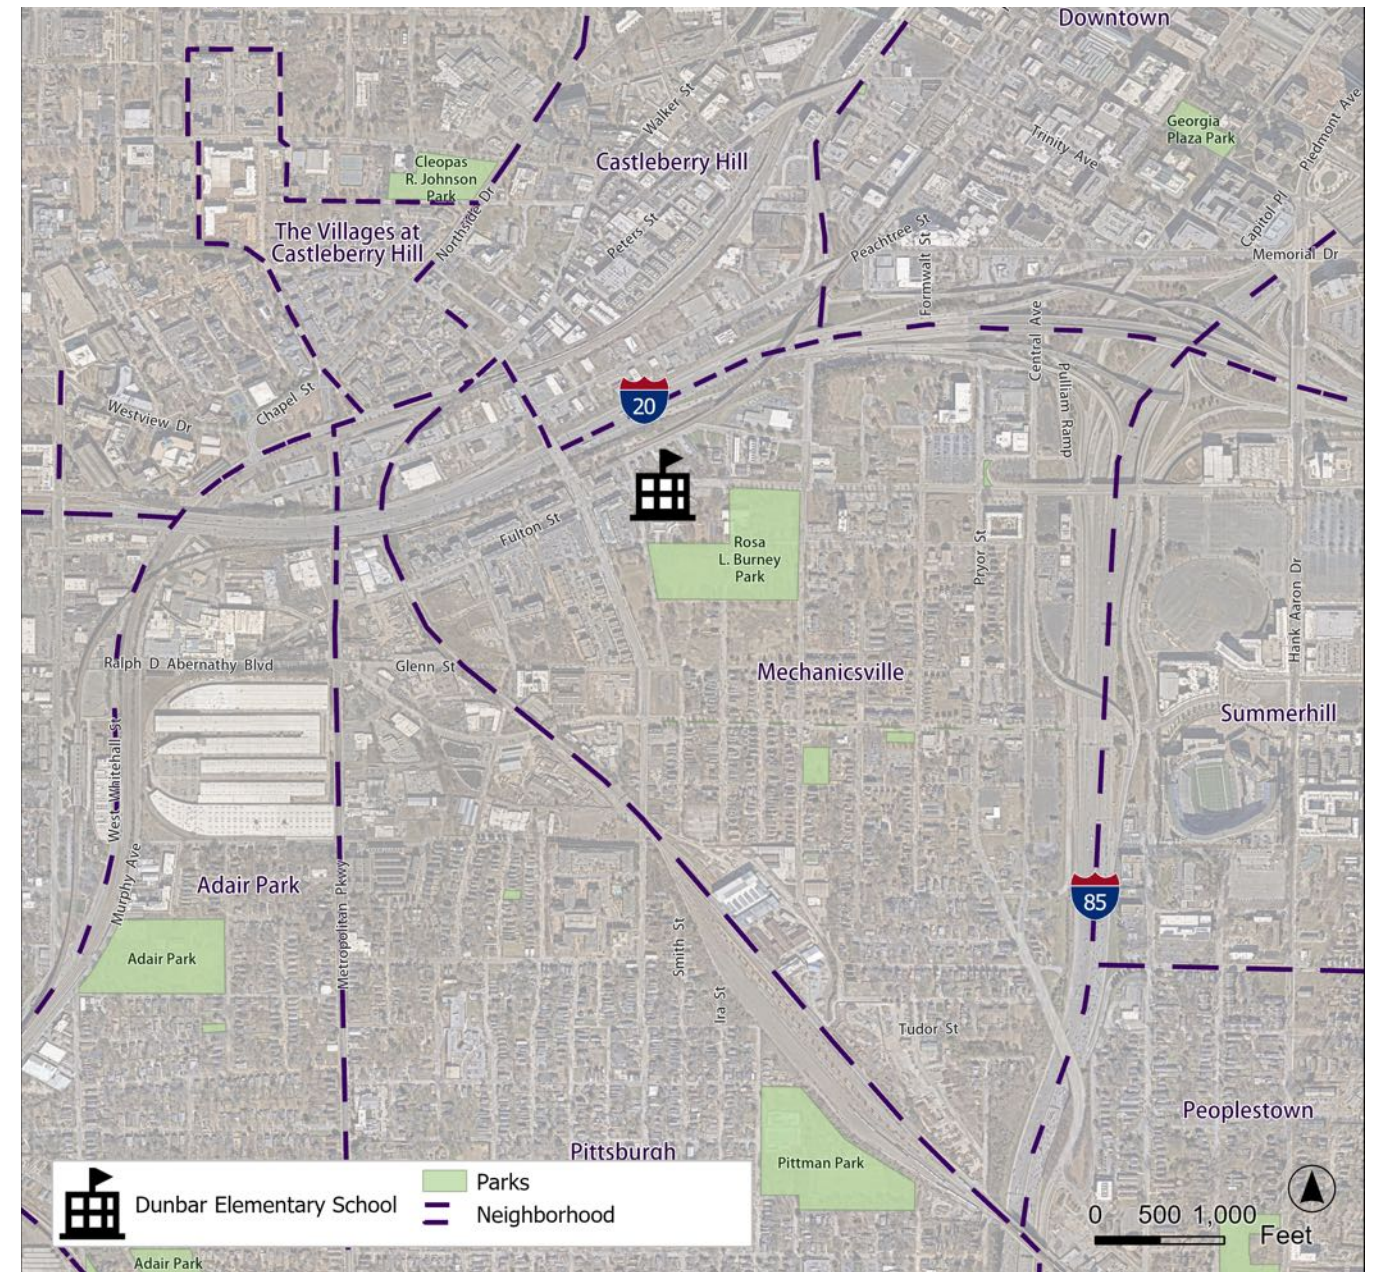 Downtown
Walker St
Georgia
Plaza Park
Piedmont Ave
Trinity Ave
Castleberry Hill
Cleopas
R. Johnson
Park
Northside Dr
The Villages at
Castleberry Hill
Peters St
Peachtree St
Formwalt St
Capitol Pl
Memorial Dr
Central Ave
Pulliam Ramp
20
Westview Dr
Chapel St
Fulton St
Rosa
L. Burney
Park
Pryor St
Hank Aaron Dr
Ralph D Abernathy Blvd
Glenn St
Mechanicsville
Summerhill
West Whitehall St
Murphy Ave
Adair Park
Metropolitan Pkwy
85
Adair Park
Smith St
Ira St
Tudor St
Peoplestown
Pittsburgh
Pittman Park
Dunbar Elementary School
Parks
Neighborhood
0 500 1,000
Feet
Adair Park